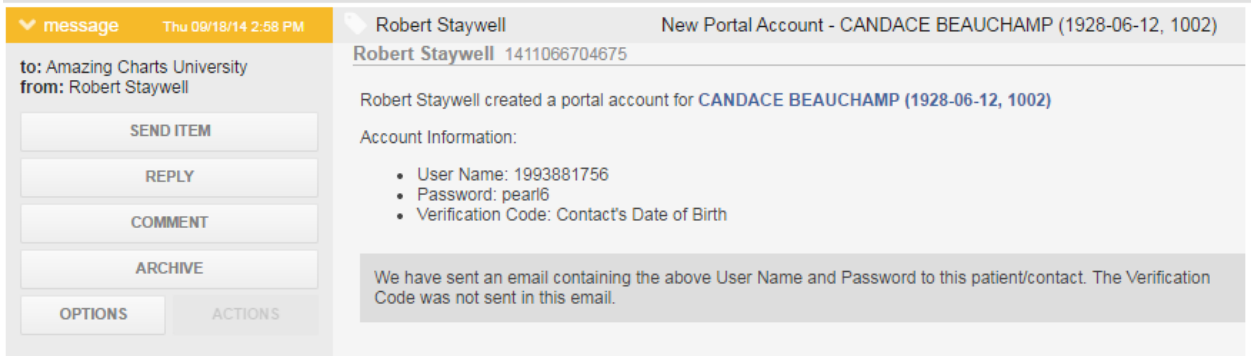 message Thu 09/18/14 2:58 PM
Robert Staywell New Portal Account - CANDACE BEAUCHAMP (1928-06-12, 1002)
to: Amazing Charts University
from: Robert Staywell
SEND ITEM
REPLY
COMMENT
ARCHIVE
OPTIONS ACTIONS
Robert Staywell 1411066704675
Robert Staywell created a portal account for CANDACE BEAUCHAMP (1928-06-12, 1002)
Account Information:
• User Name: 1993881756
• Password: pearl6
• Verification Code: Contact's Date of Birth
We have sent an email containing the above User Name and Password to this patient/contact. The Verification
Code was not sent in this email.